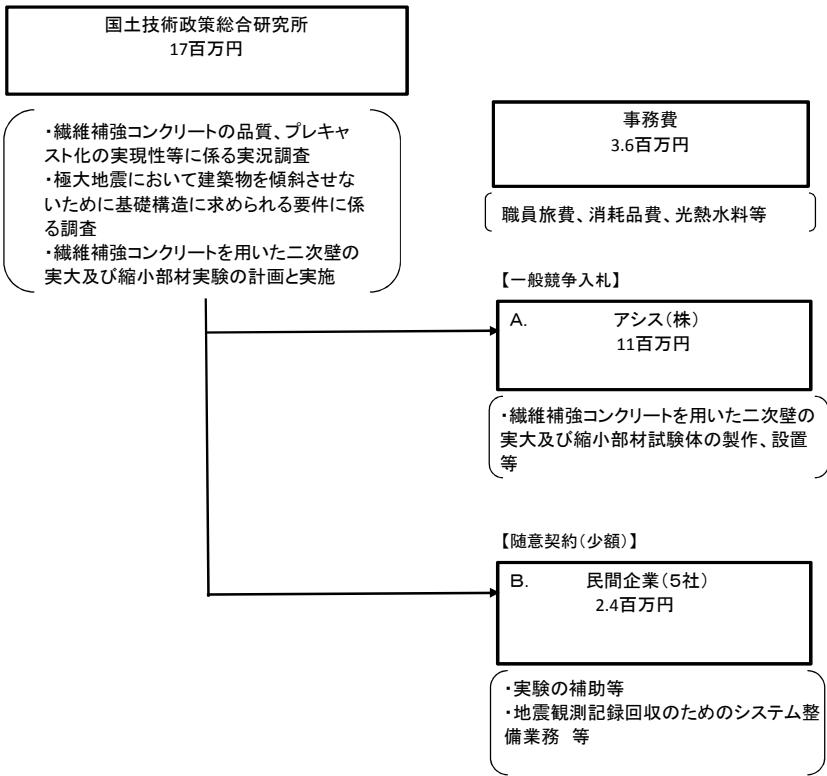 国土技術政策総合研究所
17百万円
・繊維補強コンクリートの品質、プレキャ
スト化の実現性等に係る実況調査
・極大地震において建築物を傾斜させな
いために基礎構造に求められる要件に係
る調査
・繊維補強コンクリートを用いた二次壁の
実大及び縮小部材実験の計画と実施
事務費
3.6百万円
職員旅費、消耗品費、光熱水料等
【一般競争入札】
A. アシス(株)
11百万円
・繊維補強コンクリートを用いた二次壁の
実大及び縮小部材試験体の製作、設置
等
【随意契約(少額)】
B. 民間企業(5社)
2.4百万円
・実験の補助等
・地震観測記録回収のためのシステム整
備業務 等